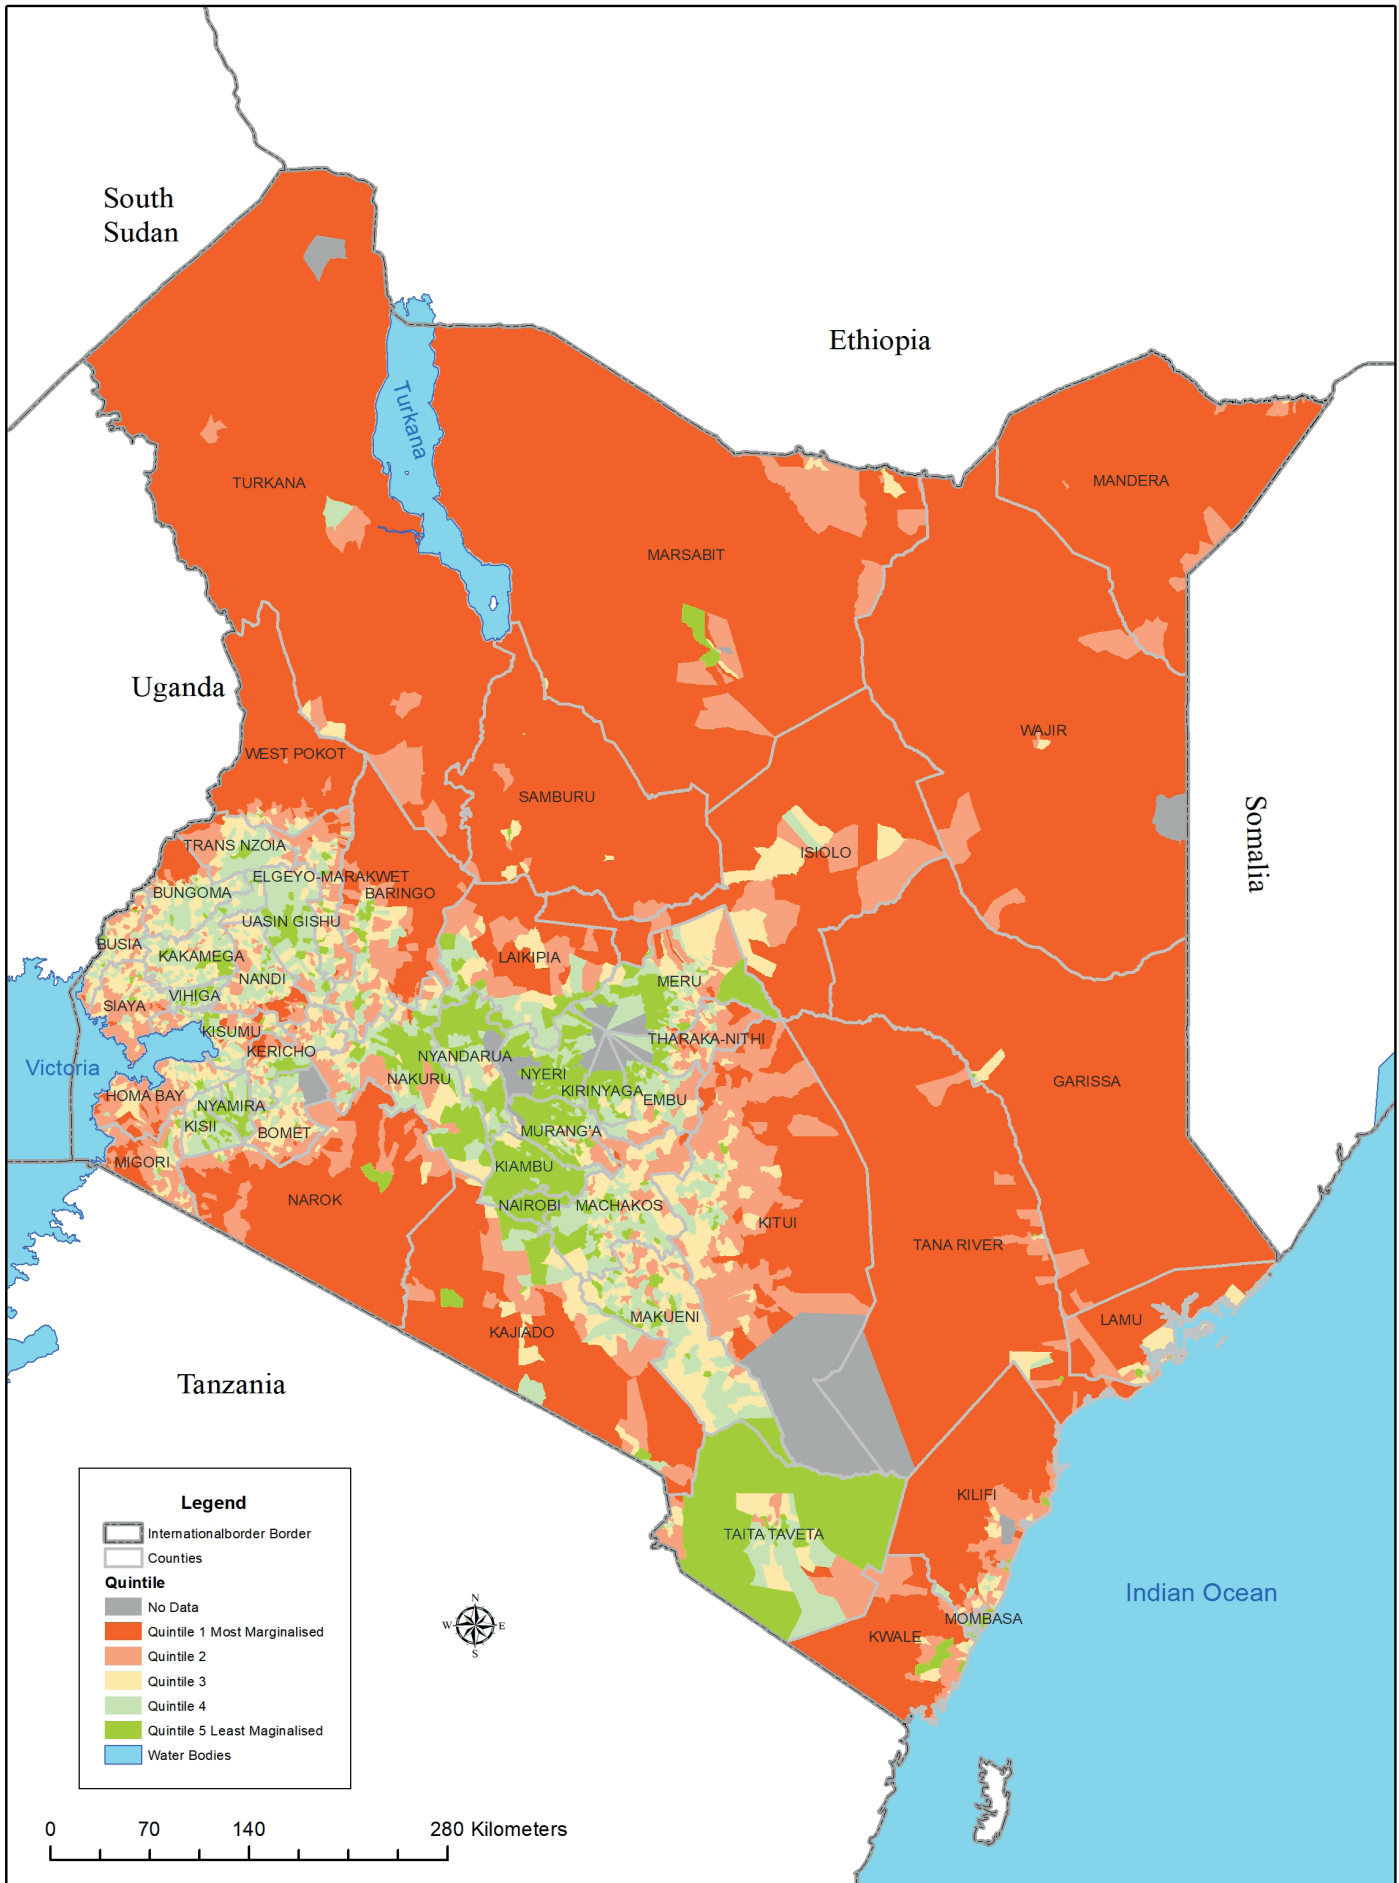 South
Sudan
Ethiopia
Turkana
TURKANA
MANDERA
MARSABIT
Uganda
WAJIR
WEST POKOT
SAMBURU
Somalia
TRANS NZOIA
ISIOLO
ELGEYO-MARAKWET
BUNGOMA
BARINGO
UASIN GISHU
BUSIA
KAKAMEGA
LAIKIPIA
NANDI
MERU
VIHIGA
SIAYA
KISUMU
THARAKA-NITHI
KERICHO
NYANDARUA
Victoria
NYERI
NAKURU
GARISSA
KIRINYAGA
HOMA BAY
EMBU
NYAMIRA
KISII
BOMET
MURANG'A
MIGORI
KIAMBU
NAROK
NAIROBI
MACHAKOS
KITUI
TANA RIVER
MAKUENI
LAMU
KAJIADO
Tanzania
KILIFI
TAITA TAVETA
Indian Ocean
MOMBASA
KWALE
Legend
Internationalborder Border
Counties
Quintile
No Data
Quintile 1 Most Marginalised
Quintile 2
Quintile 3
Quintile 4
Quintile 5 Least Maginalised
Water Bodies
N
W E
S
0 70 140 280 Kilometers